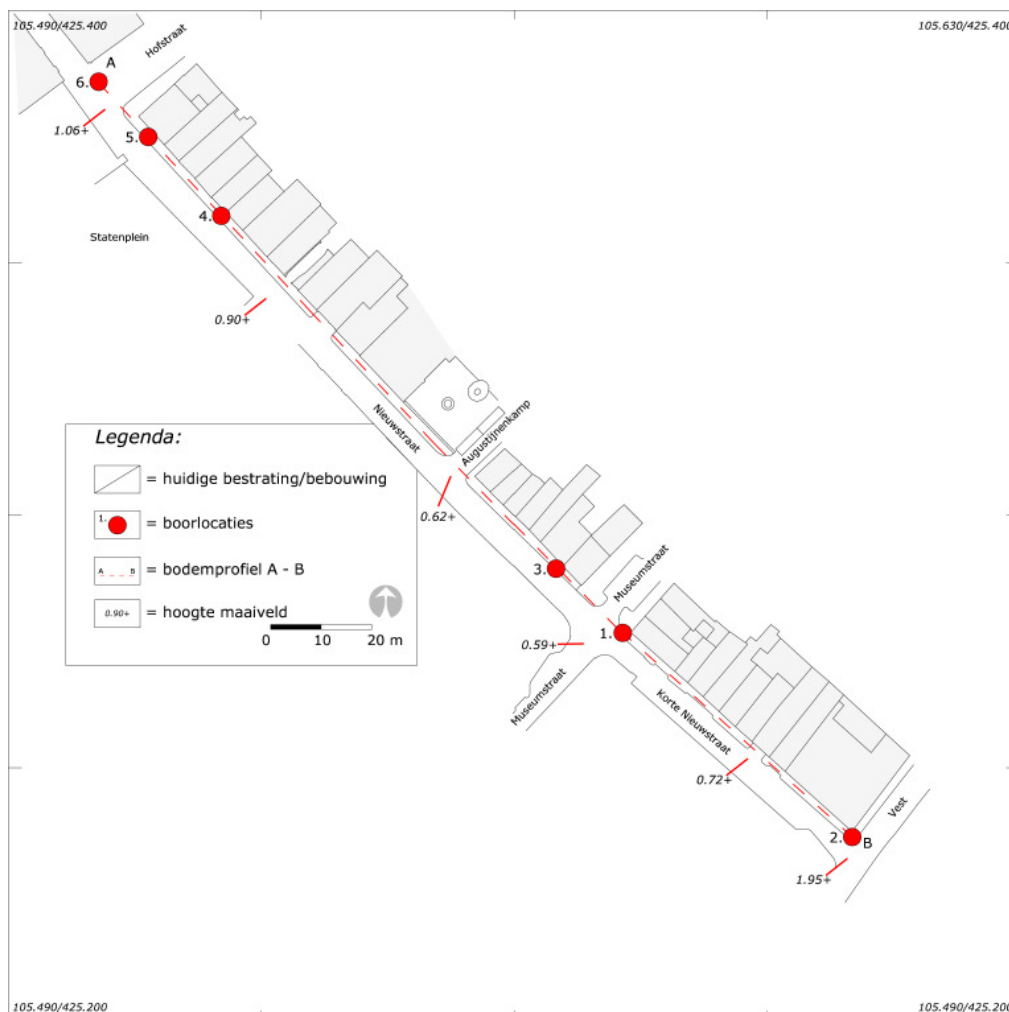 105.490/425.400
105.630/425.400
Hofstraat
A
6.
1.06+
5.
4.
Statenplein
0.90+
Nieuwstraat
Augustijnenkamp
0.62+
Legenda:
= huidige bestrating/bebouwing
1.
= boorlocaties
A B
= bodemprofiel A - B
0.90+
= hoogte maaiveld
0 10 20 m
3.
Museumstraat
1.
0.59+
Museumstraat
Korte Nieuwstraat
0.72+
Vest
2.
B
1.95+
105.490/425.200
105.490/425.200